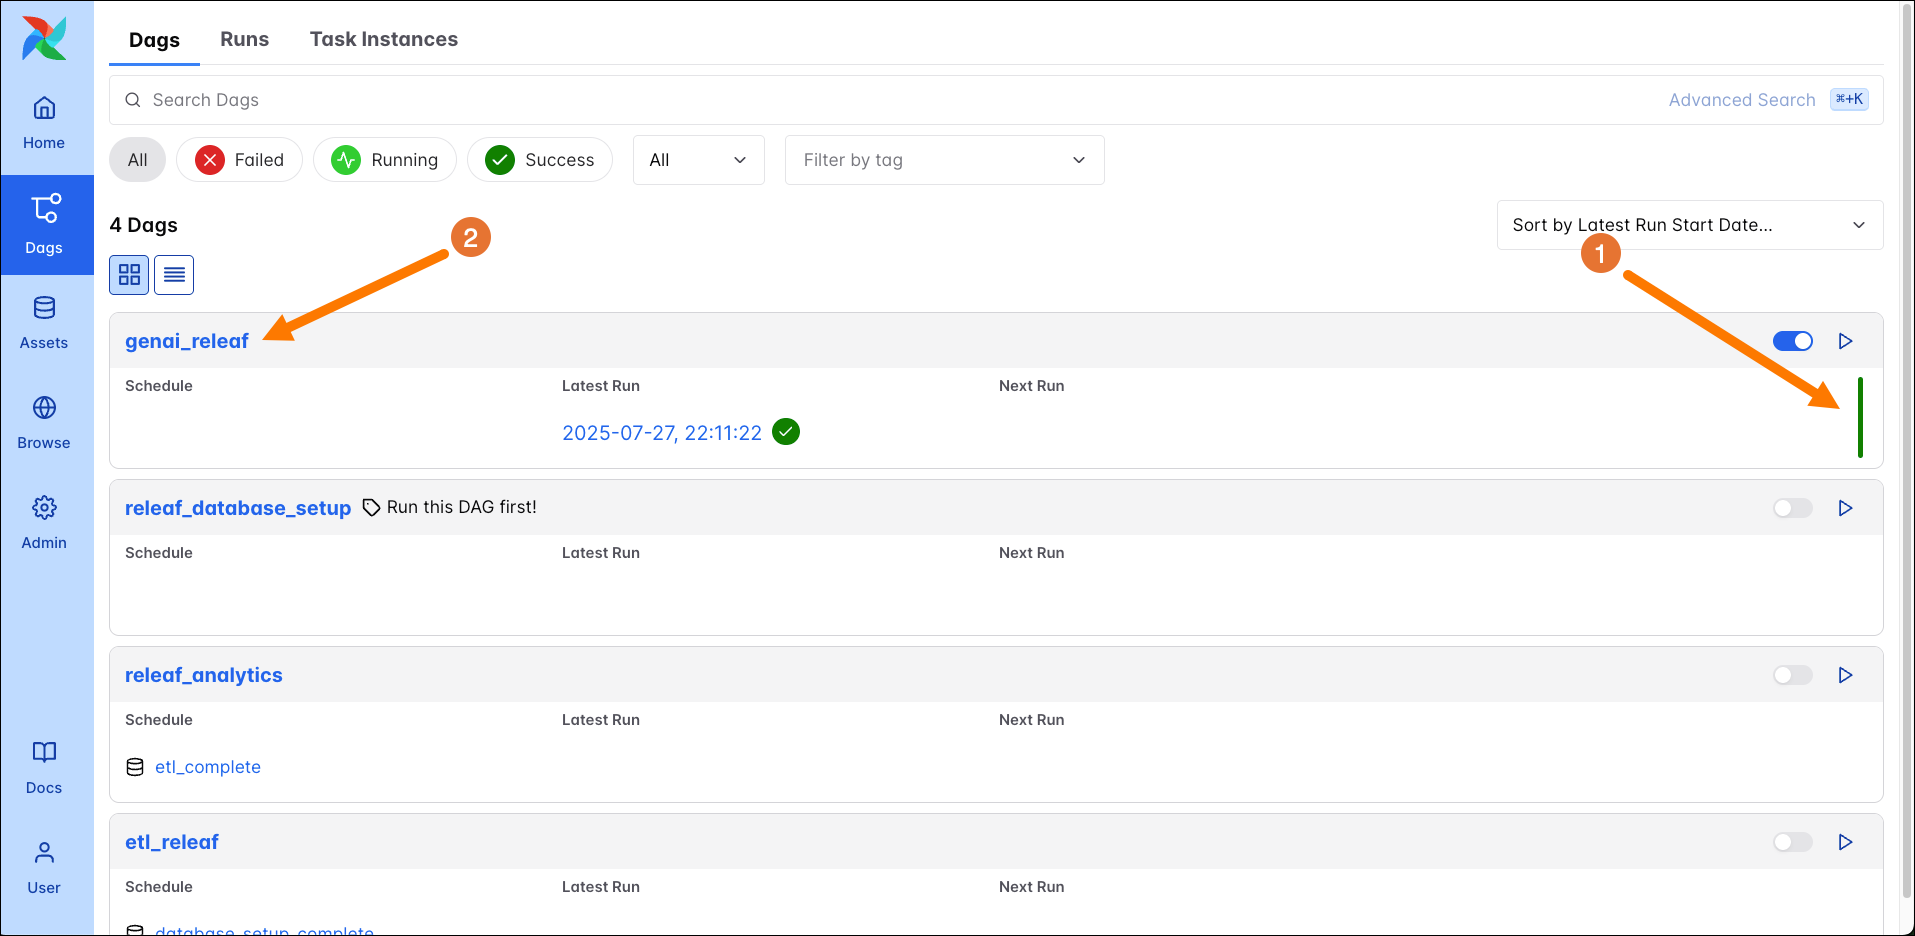 Dags Runs Task Instances
Search Dags Advanced Search ⌘+K
All Failed Running Success All Filter by tag
4 Dags
Sort by Latest Run Start Date...
2
1
Home
Dags
Assets
Browse
Admin
Docs
User
genai_releaf
Schedule Latest Run Next Run
2025-07-27, 22:11:22
releaf_database_setup Run this DAG first!
Schedule Latest Run Next Run
releaf_analytics
Schedule Latest Run Next Run
etl_complete
etl_releaf
Schedule Latest Run Next Run
database_setup_complete